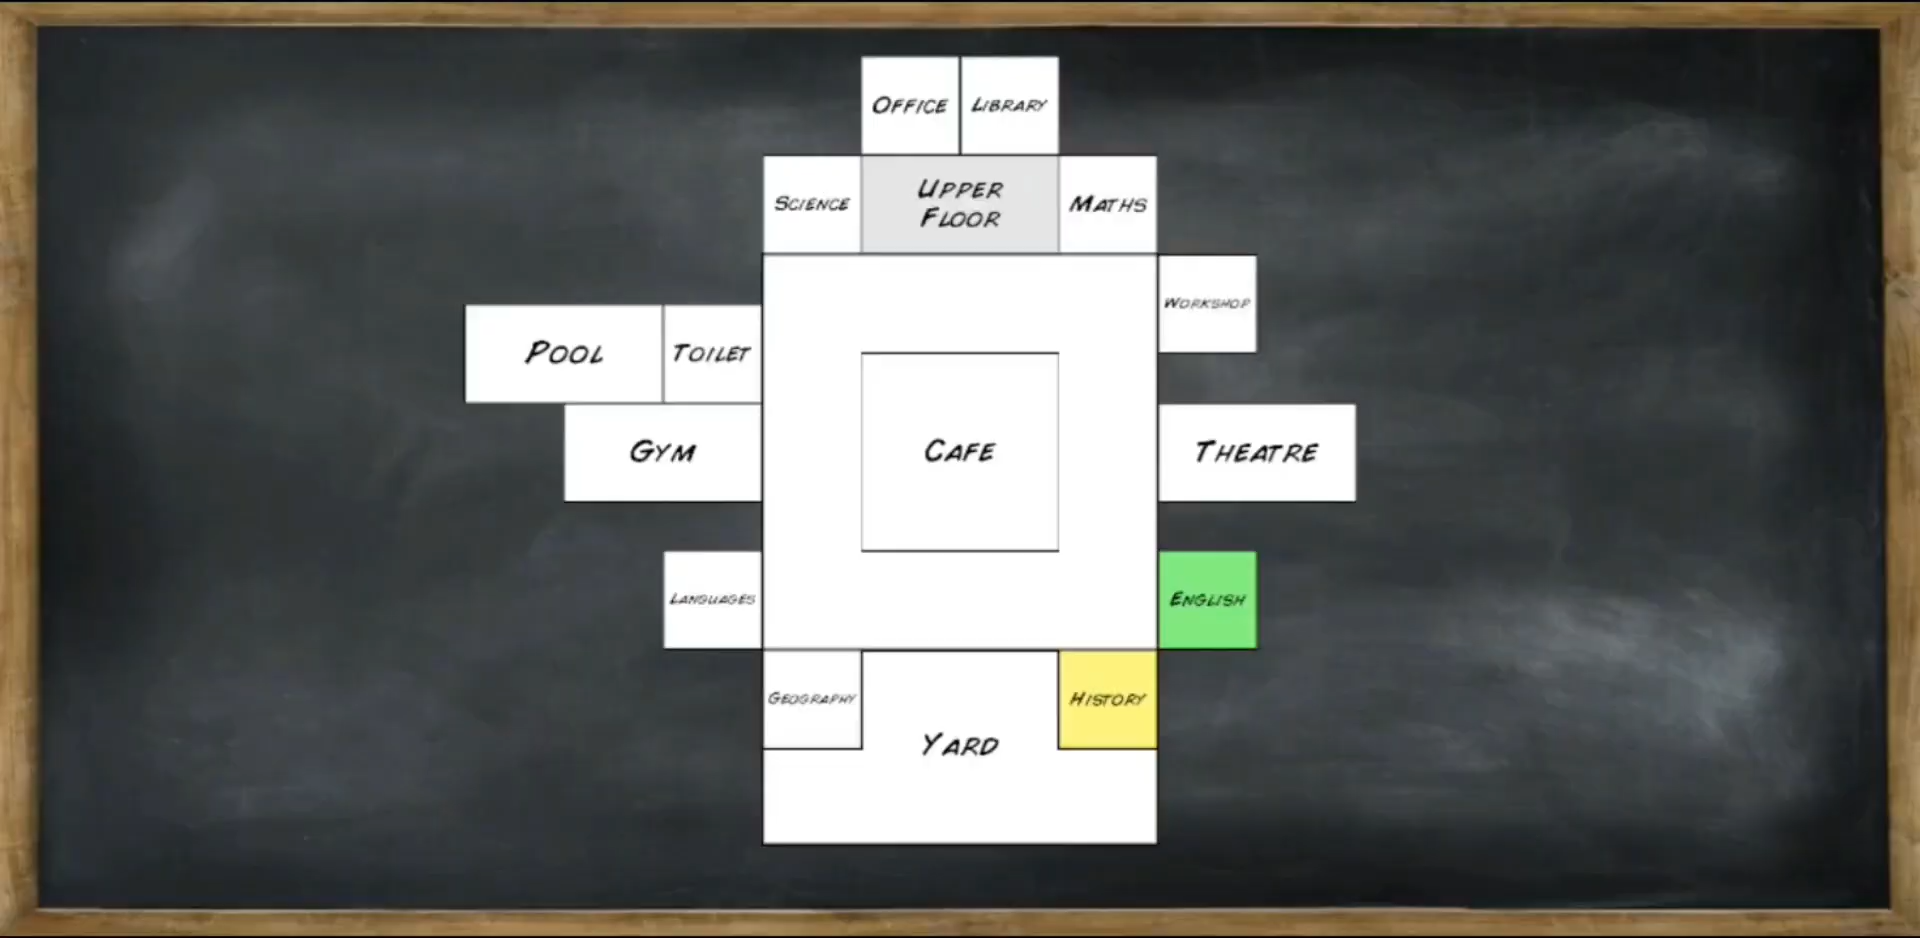 OFFICE
LIBRARY
SCIENCE
UPPER
FLOOR
MATHS
WORKSHOP
POOL
TOILET
GYM
CAFE
THEATRE
LANGUAGES
ENGLISH
GEOGRAPHY
HISTORY
YARD